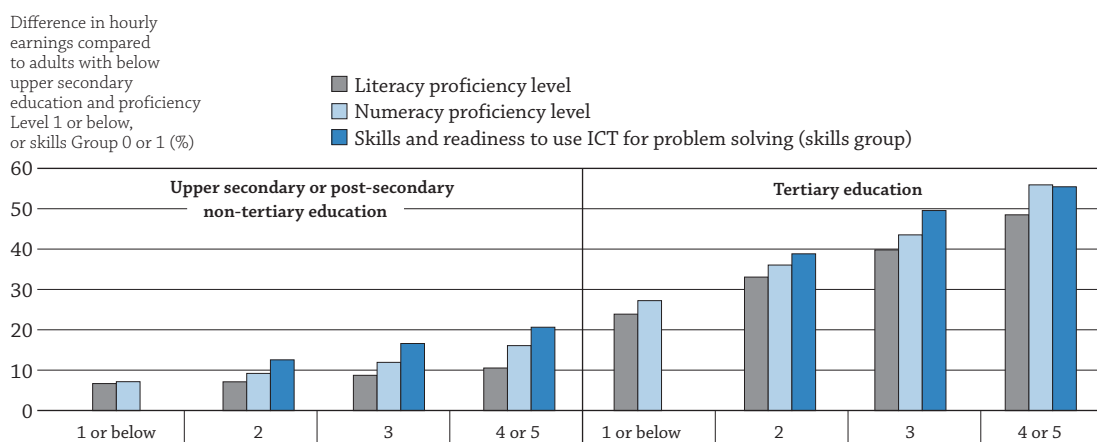 Difference in hourly
earnings compared
to adults with below
upper secondary
education and proficiency
Level 1 or below,
or skills Group 0 or 1 (%)
Literacy proficiency level
Numeracy proficiency level
Skills and readiness to use ICT for problem solving (skills group)
60
50
40
30
20
10
0
Upper secondary or post-secondary
non-tertiary education
Tertiary education
1 or below 2 3 4 or 5 1 or below 2 3 4 or 5